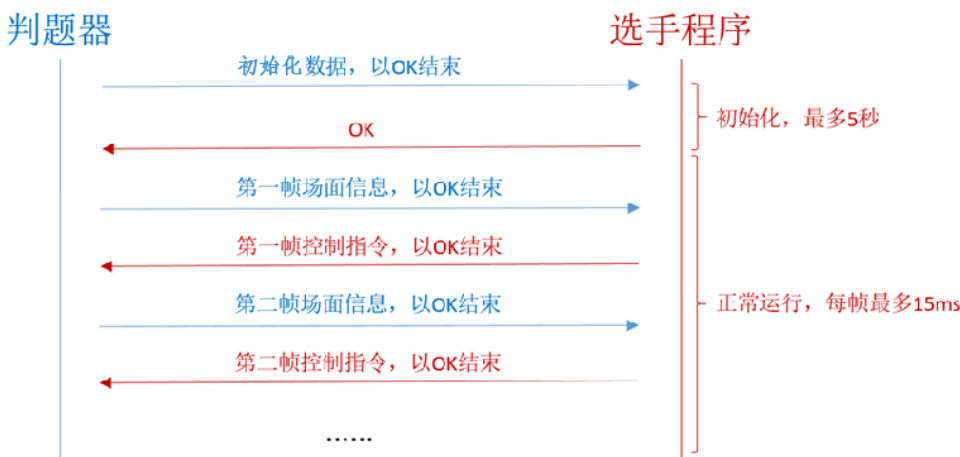 判题器
选手程序
初始化数据，以OK结束
初始化，最多5秒
OK
第一帧场面信息，以OK结束
第一帧控制指令，以OK结束
第二帧场面信息，以OK结束
正常运行，每帧最多15ms
第二帧控制指令，以OK结束
……